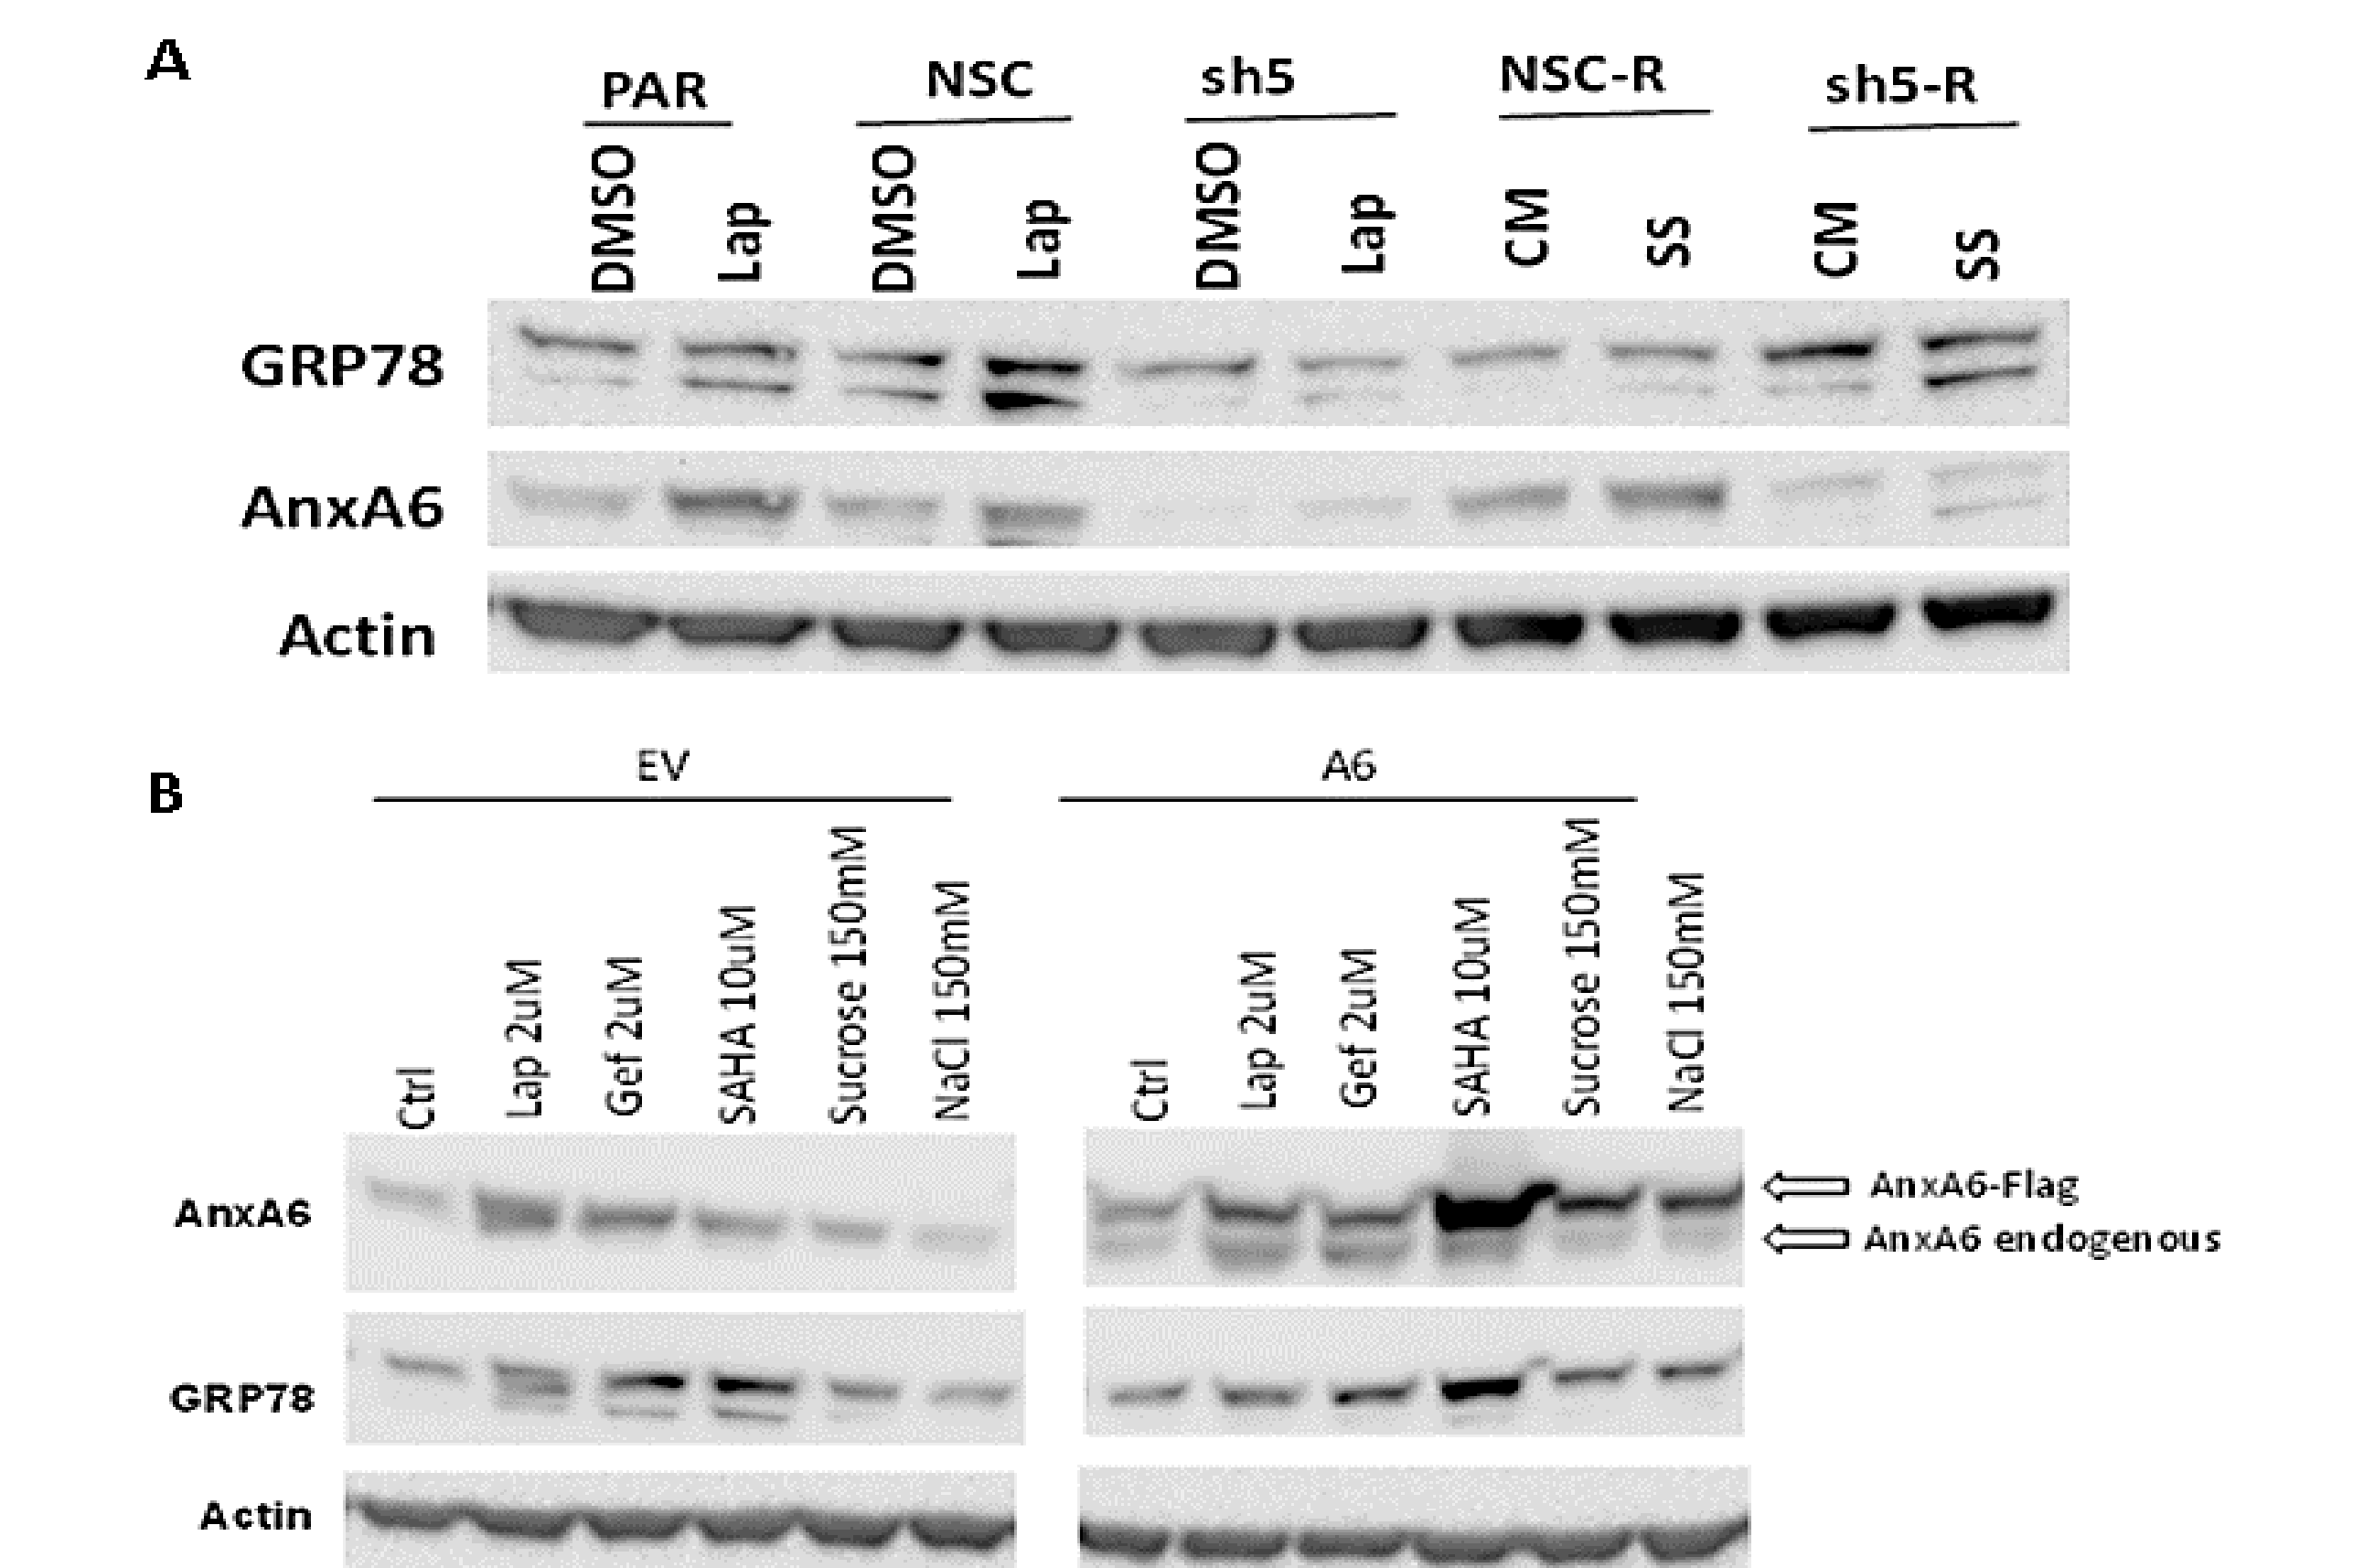 A
PAR NSC sh5 NSC-R sh5-R
DMSO Lap DMSO Lap DMSO Lap CM SS CM SS
GRP78
AnxA6
Actin
B
EV A6
Ctrl Lap 2uM Gef 2uM SAHA 10uM Sucrose 150mM NaCl 150mM Ctrl Lap 2uM Gef 2uM SAHA 10uM Sucrose 150mM NaCl 150mM
AnxA6
AnxA6-Flag
AnxA6 endogenous
GRP78
Actin